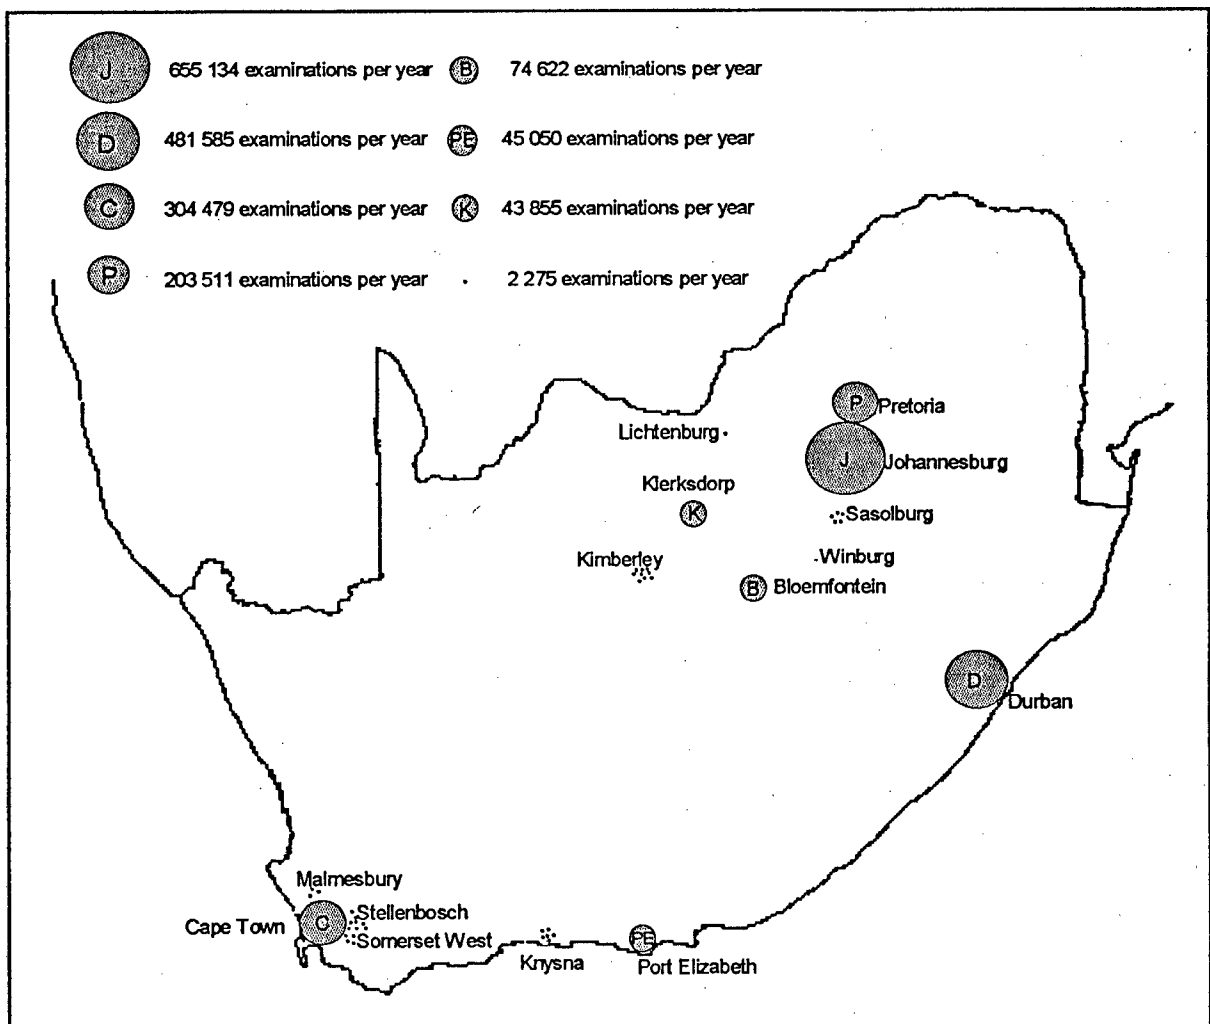 J 655 134 examinations per year B 74 622 examinations per year
D 481 585 examinations per year PE 45 050 examinations per year
C 304 479 examinations per year K 43 855 examinations per year
P 203 511 examinations per year 2 275 examinations per year
P Pretoria
Lichtenburg
J Johannesburg
Klerksdorp
K
Sasolburg
Kimberley
Winburg
B Bloemfontein
D
Durban
Malmesbury
Stellenbosch
Cape Town C
Somerset West
PE
Knysna
Port Elizabeth